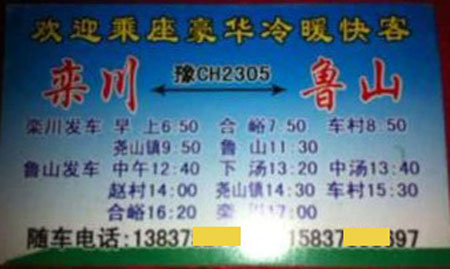 欢迎乘座豪华冷暖快客
栾川 豫CH2305 鲁山
栾川发车 早上6:50 合峪7:50 车村8:50
尧山镇9:50 鲁山11:30
鲁山发车 中午12:40 下汤13:20 中汤13:40
赵村14:00 尧山镇14:30 车村15:30
合峪16:20 栾川17:00
随车电话:13837 15837 697